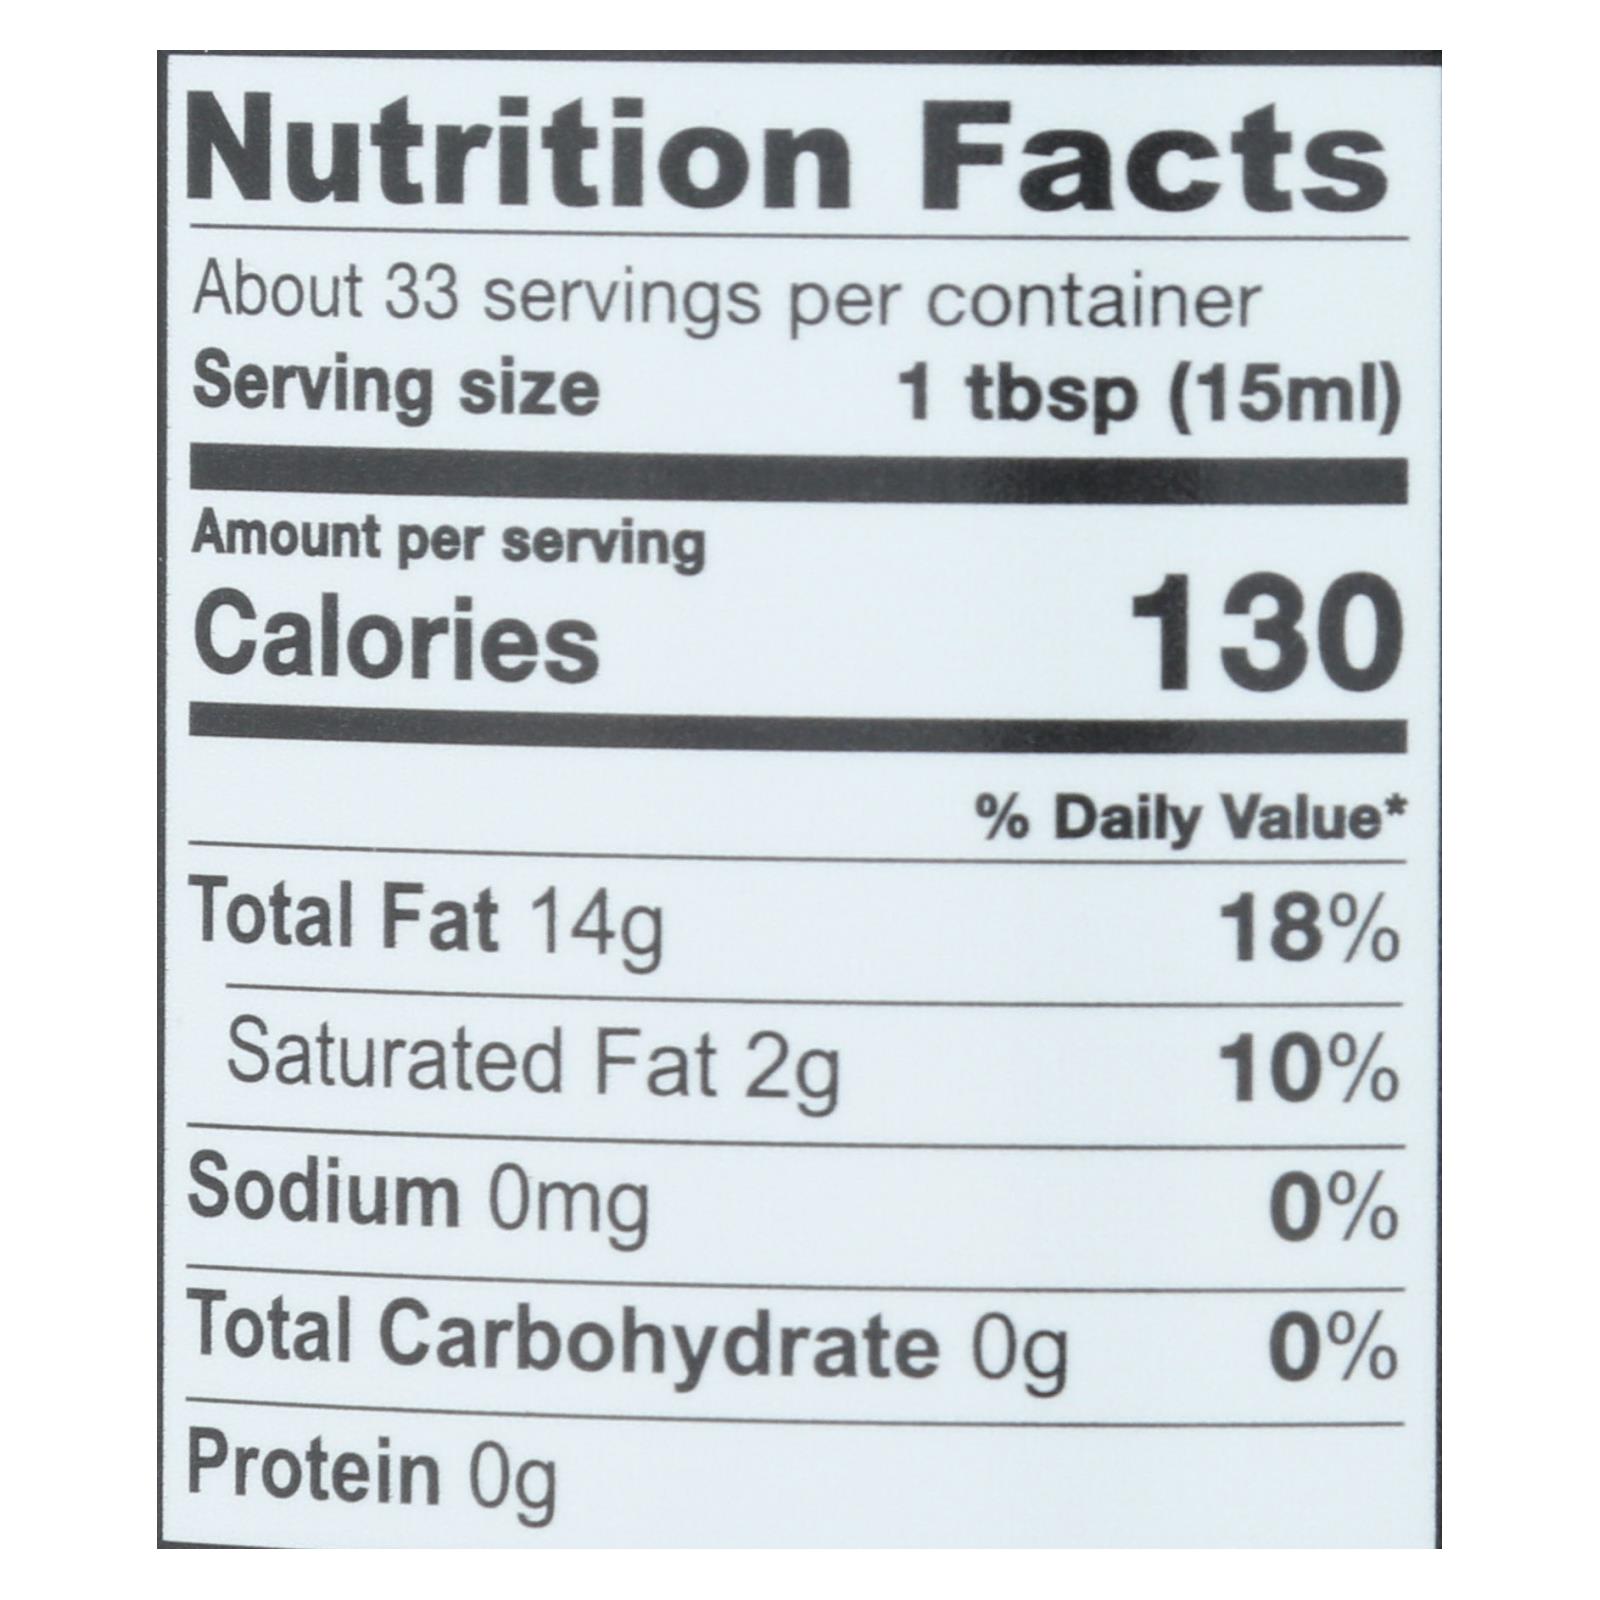 Nutrition Facts
About 33 servings per container
Serving size 1 tbsp (15ml)
Amount per serving
Calories 130
% Daily Value*
Total Fat 14g 18%
Saturated Fat 2g 10%
Sodium 0mg 0%
Total Carbohydrate 0g 0%
Protein 0g